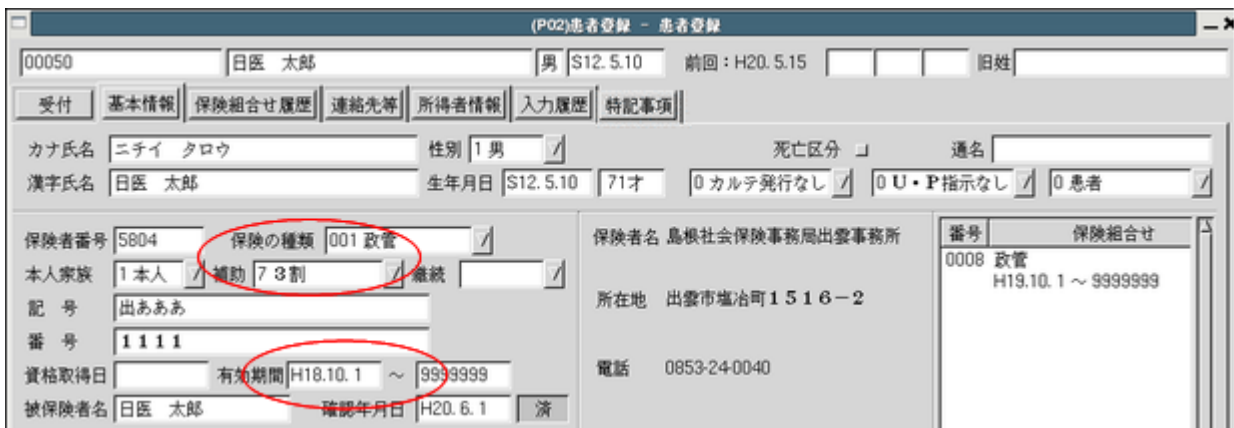 (P02)患者登録 - 患者登録
00050 日医 太郎 男 S12. 5.10 前回：H20. 5.15 旧姓
受付 基本情報 保険組合せ履歴 連絡先等 所得者情報 入力履歴 特記事項
カナ氏名 ニチイ タロウ 性別 1 男 死亡区分 通名
漢字氏名 日医 太郎 生年月日 S12. 5.10 71才 0 カルテ発行なし 0 U・P指示なし 0 患者
保険者番号 5804 保険の種類 001 政管 保険者名 島根社会保険事務局出雲事務所 番号 保険組合せ
本人家族 1 本人 補助 7 3割 継続 0008 政管
記 号 出あああ 所在地 出雲市塩冶町1516-2 H19.10. 1 ～ 9999999
番 号 1111
資格取得日 有効期間 H18.10. 1 ～ 9999999 電話 0853-24-0040
被保険者名 日医 太郎 確認年月日 H20. 6. 1 済